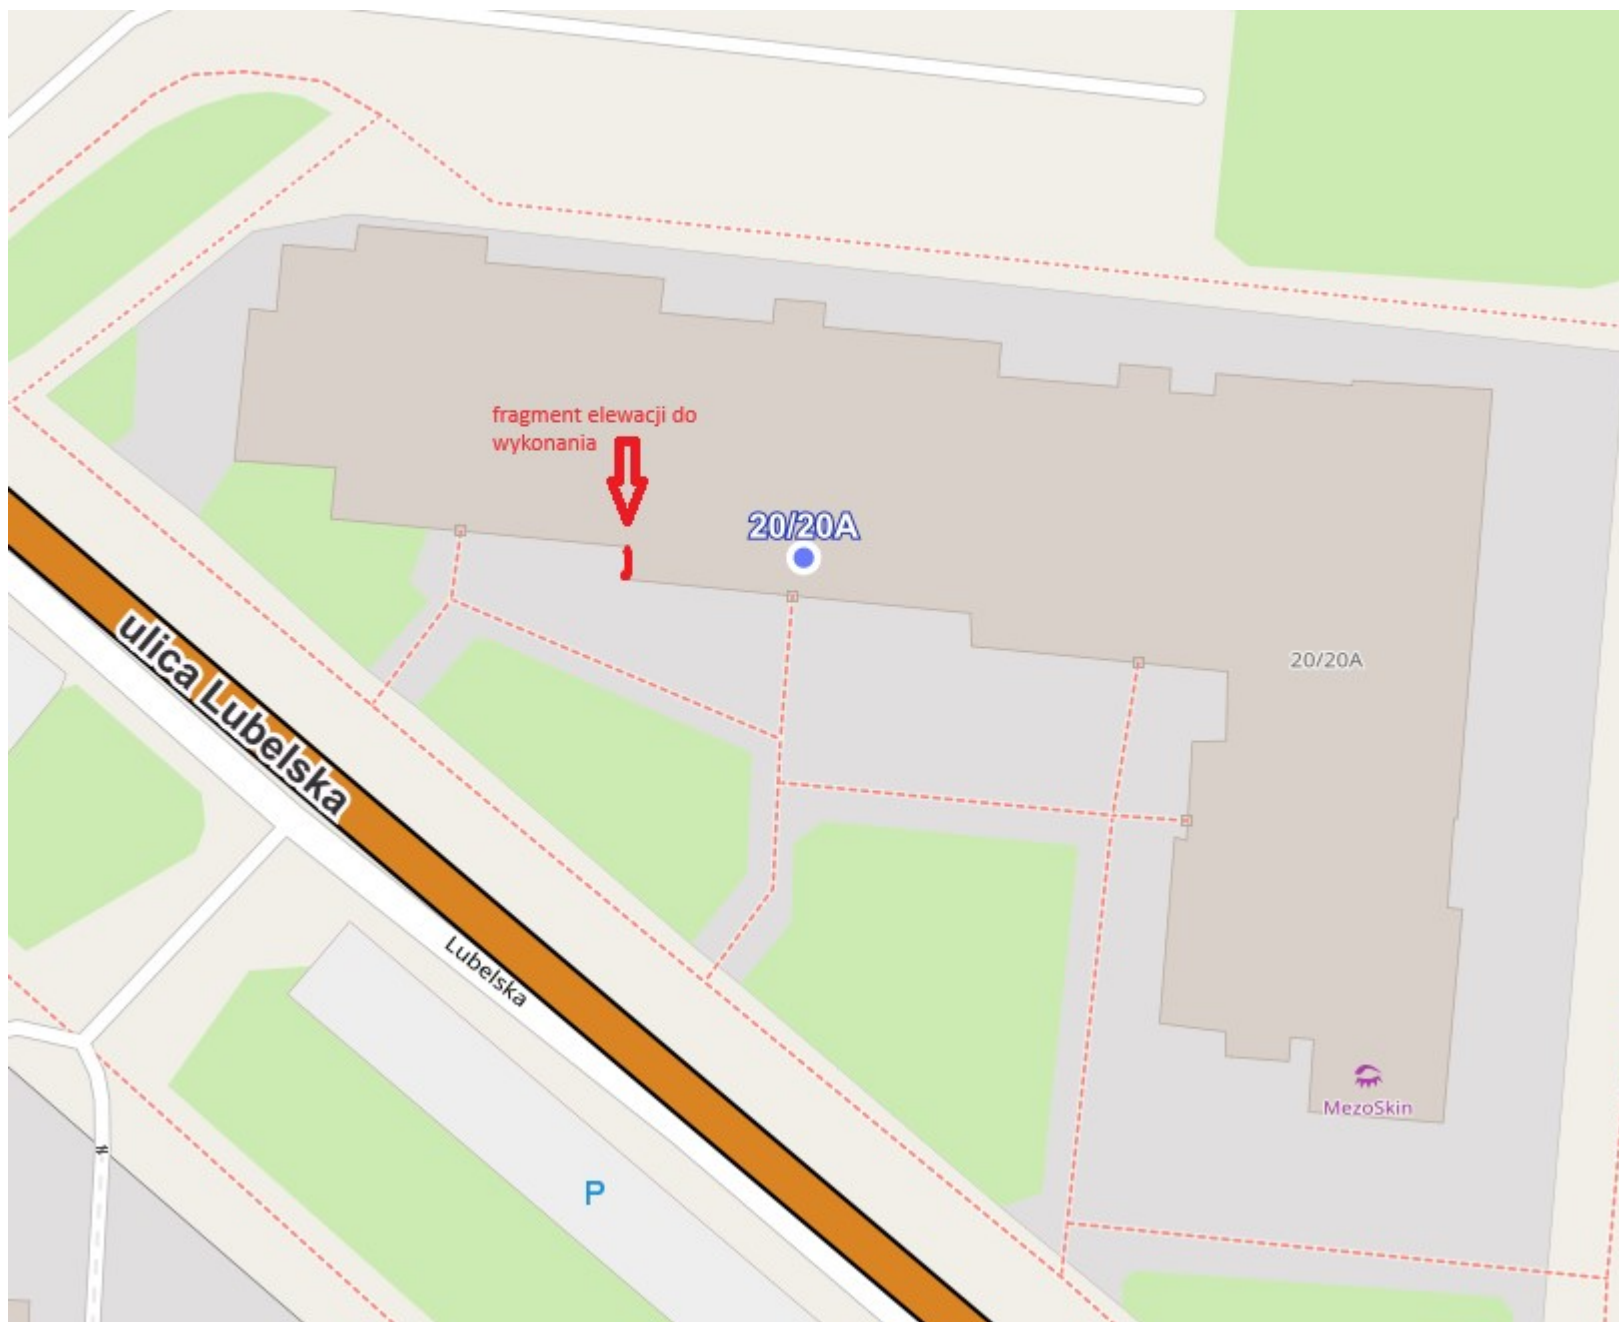 fragment elewacji do
wykonania
20/20A
20/20A
ulica Lubelska
Lubelska
MezoSkin
P